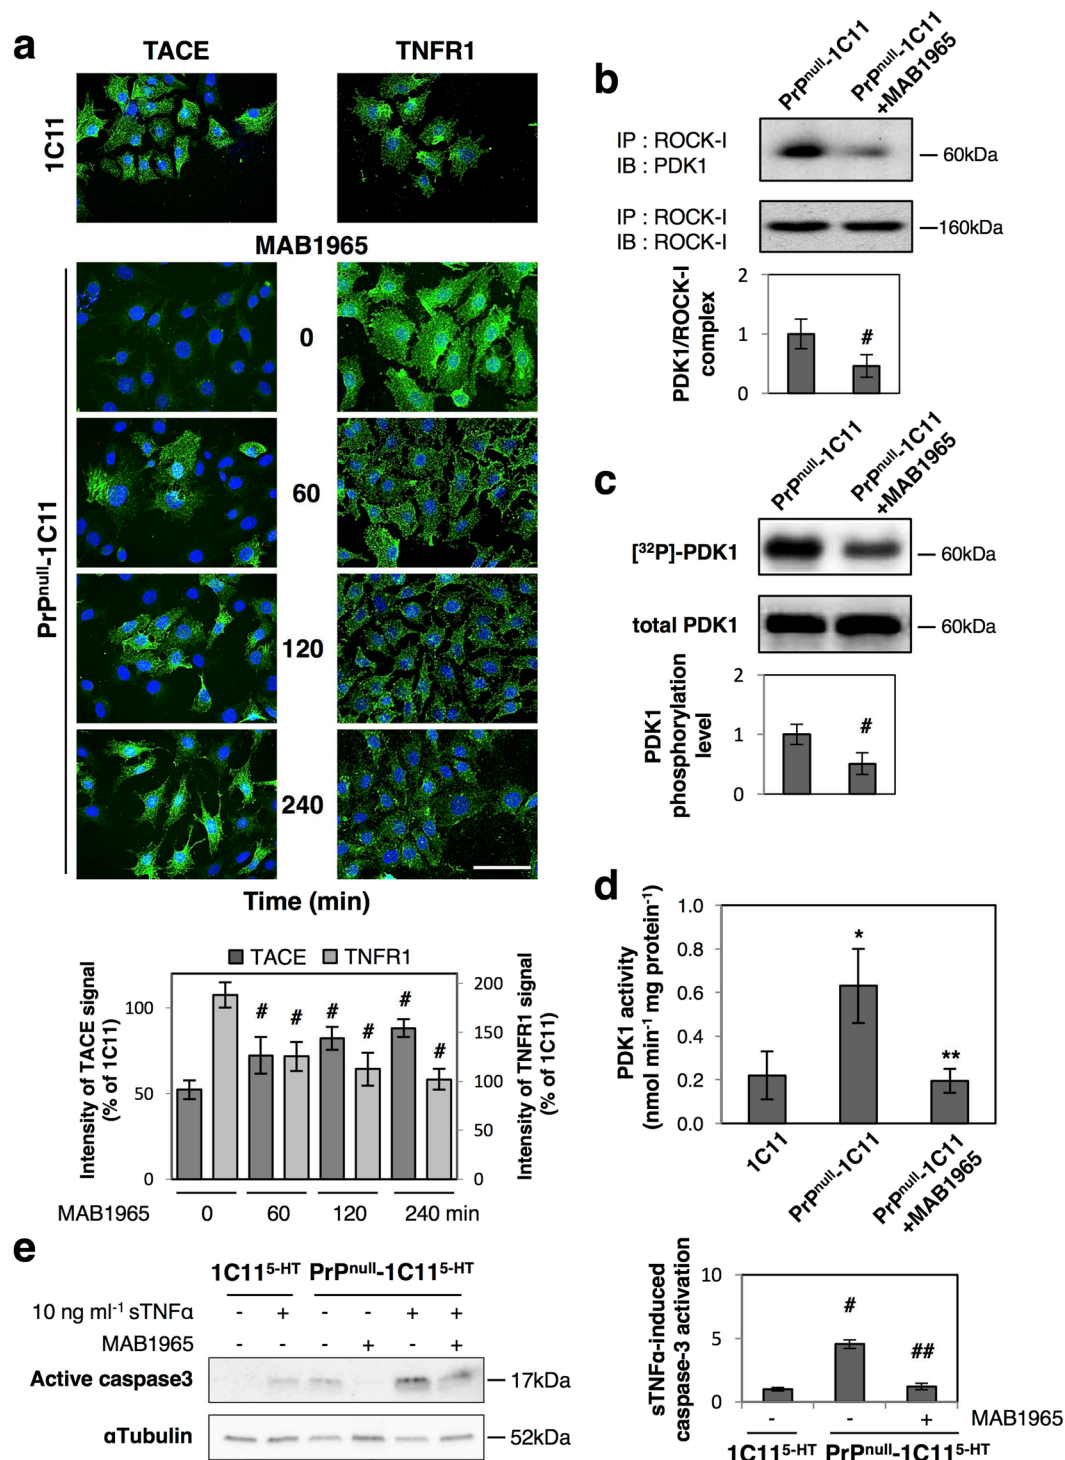 a
TACE
TNFR1
1C11
MAB1965
PrPnull-1C11
0
60
120
240
Time (min)
TACE
TNFR1
Intensity of TACE signal
(% of 1C11)
100
50
0
Intensity of TNFR1 signal
(% of 1C11)
200
150
100
50
0
# # # # # #
MAB1965 0 60 120 240 min
b
PrPnull-1C11
PrPnull-1C11
+MAB1965
IP : ROCK-I
IB : PDK1
60kDa
IP : ROCK-I
IB : ROCK-I
160kDa
PDK1/ROCK-I
complex
2
1
0
#
c
PrPnull-1C11
PrPnull-1C11
+MAB1965
[32P]-PDK1
60kDa
total PDK1
60kDa
PDK1
phosphorylation
level
2
1
0
#
d
PDK1 activity
(nmol min-1 mg protein-1)
1.0
0.8
0.6
0.4
0.2
0.0
*
**
1C11
PrPnull-1C11
PrPnull-1C11
+MAB1965
e
1C115-HT PrPnull-1C115-HT
10 ng ml-1 sTNFα - + - - + +
MAB1965 - - - + - +
Active caspase3
17kDa
αTubulin
52kDa
sTNFα-induced
caspase-3 activation
10
5
0
#
##
- - + MAB1965
1C115-HT PrPnull-1C115-HT